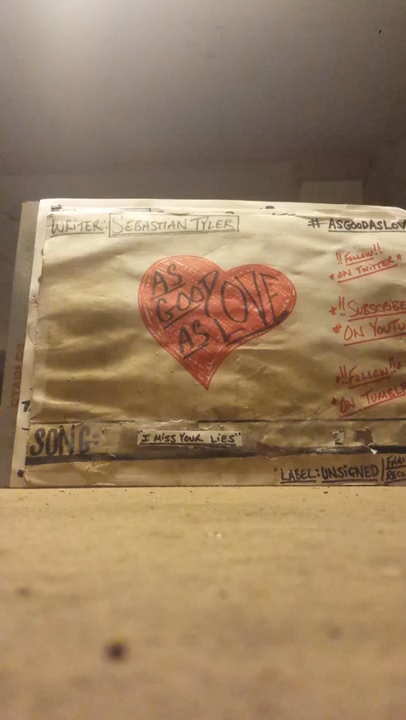 WRITER: SEBASTIAN TYLER
# ASGOODASLOV
AS
GOOD
AS LOVE
!! FOLLOW!!
* ON TWITTER *
*!! SUBSCRIBE
* ON YOUTU
*!! FOLLOW!!
* ON TUMBL
SONG:
"I MISS YOUR LIES"
LABEL: UNSIGNED